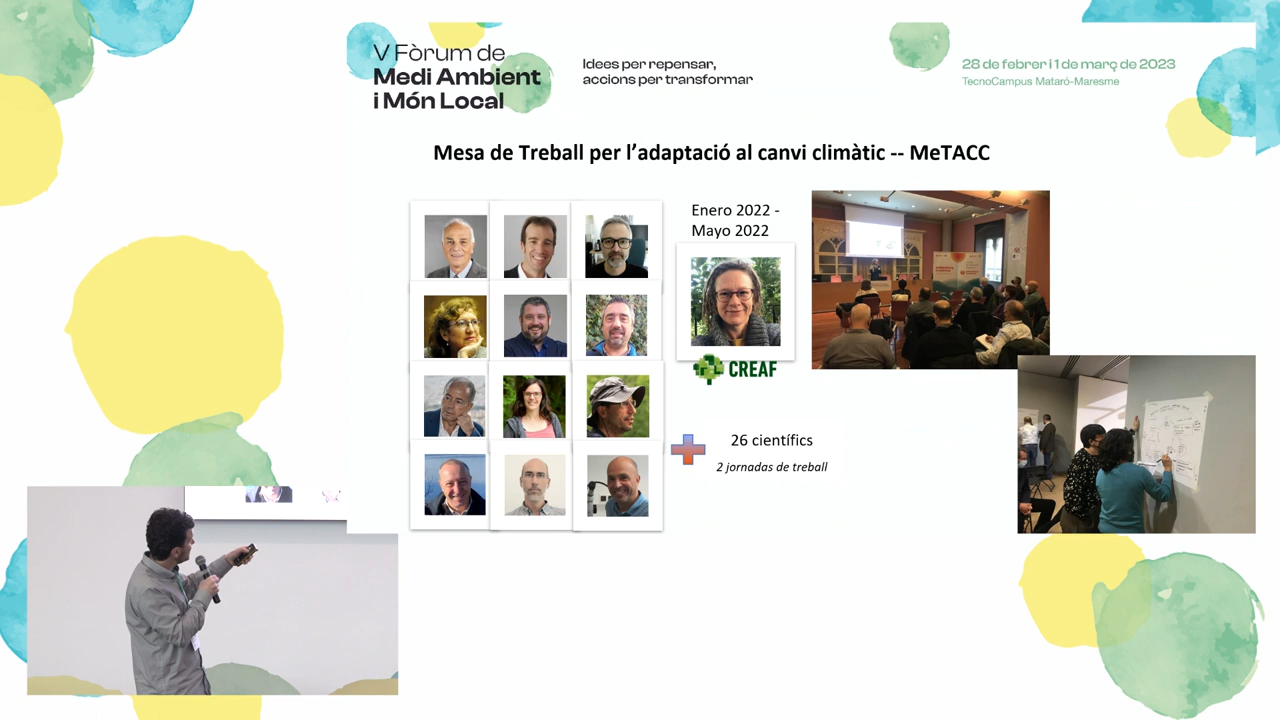 V Fòrum de
Medi Ambient
i Món Local
Idees per repensar,
accions per transformar
28 de febrer i 1 de març de 2023
TecnoCampus Mataró-Maresme
Mesa de Treball per l’adaptació al canvi climàtic -- MeTACC
Enero 2022 -
Mayo 2022
CREAF
26 científics
2 jornadas de treball